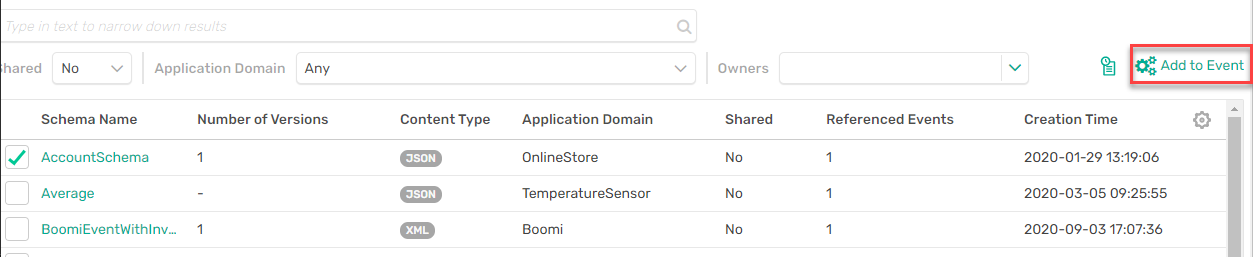 Type in text to narrow down results
Shared No Application Domain Any Owners Add to Event
Schema Name Number of Versions Content Type Application Domain Shared Referenced Events Creation Time
AccountSchema 1 JSON OnlineStore No 1 2020-01-29 13:19:06
Average - JSON TemperatureSensor No 1 2020-03-05 09:25:55
BoomiEventWithInv... 1 XML Boomi No 1 2020-09-03 17:07:36